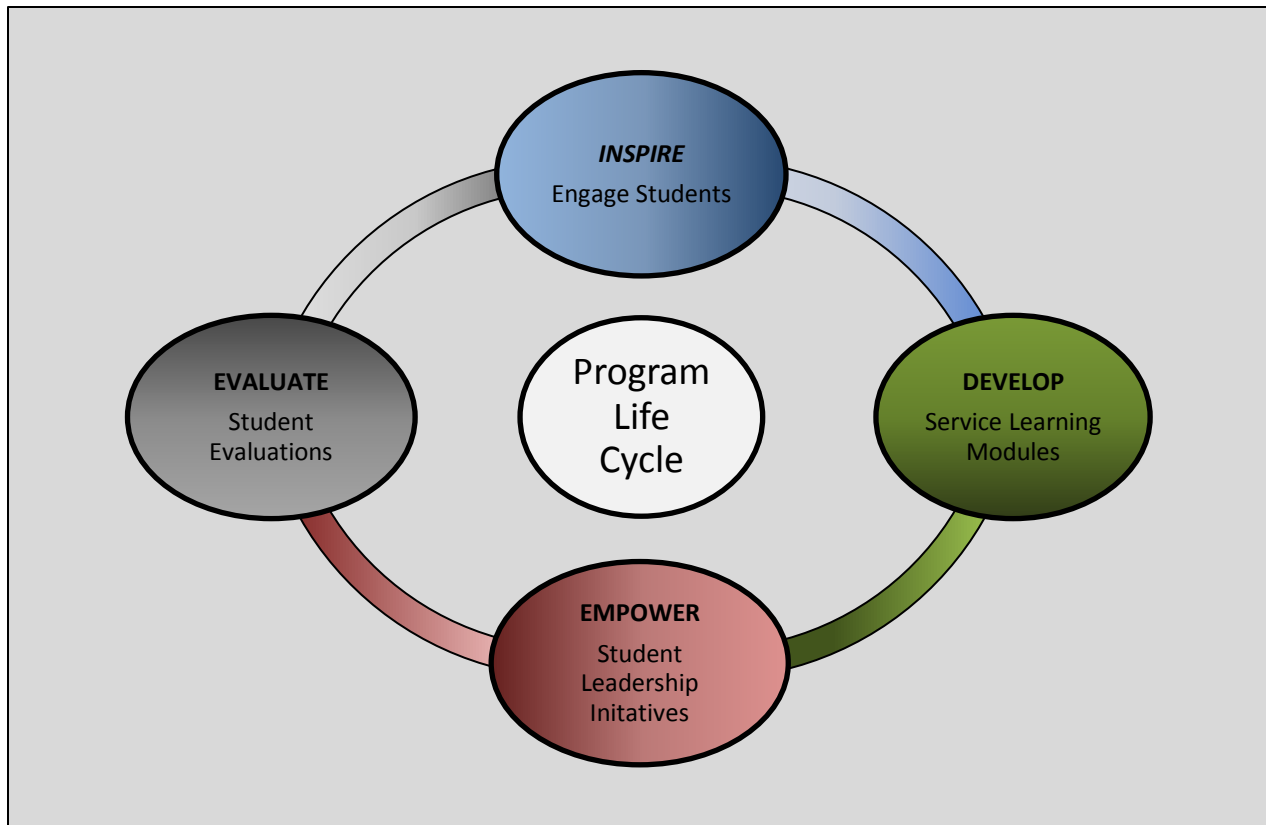 INSPIRE
Engage Students
EVALUATE
Student
Evaluations
Program
Life
Cycle
DEVELOP
Service Learning
Modules
EMPOWER
Student
Leadership
Initatives